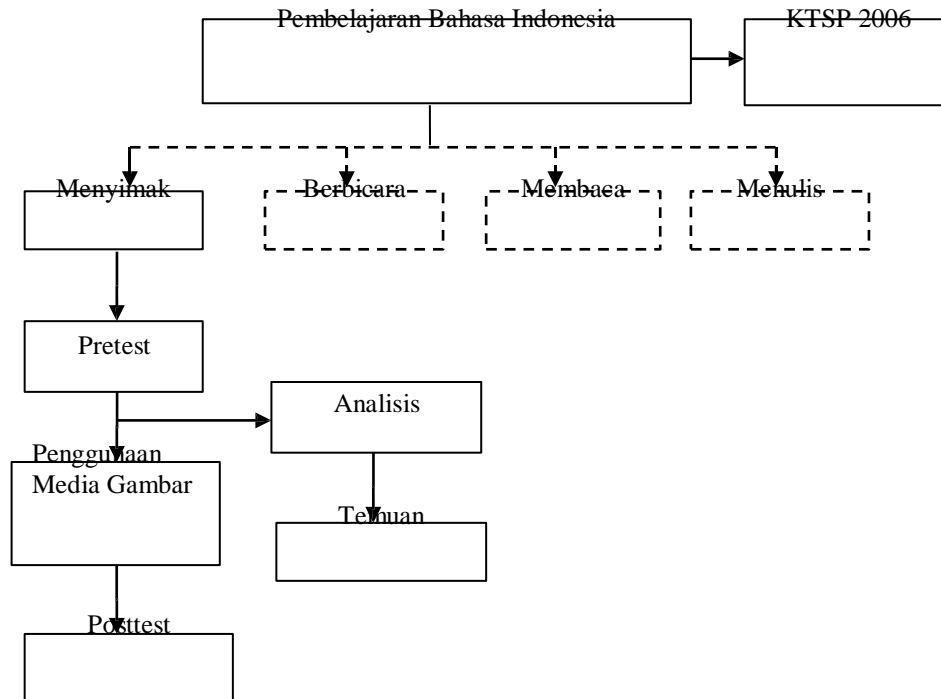 Pembelajaran Bahasa Indonesia
KTSP 2006
Menyimak
Berbicara
Membaca
Menulis
Pretest
Analisis
Penggunaan
Media Gambar
Temuan
Posttest